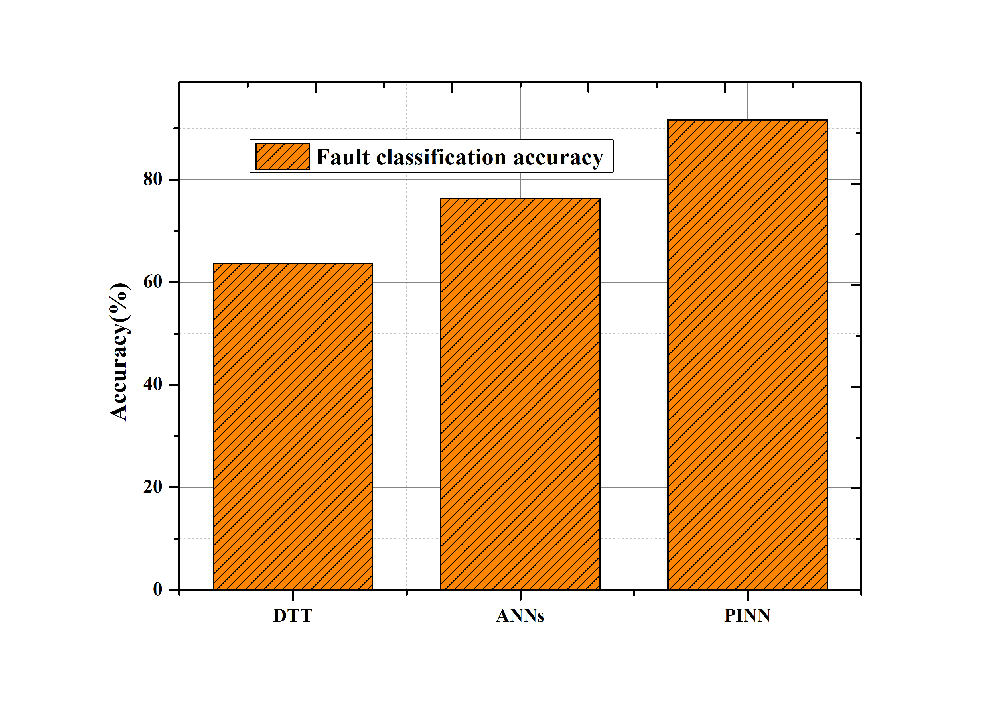 Fault classification accuracy
80
60
40
20
0
Accuracy(%)
DTT
ANNs
PINN